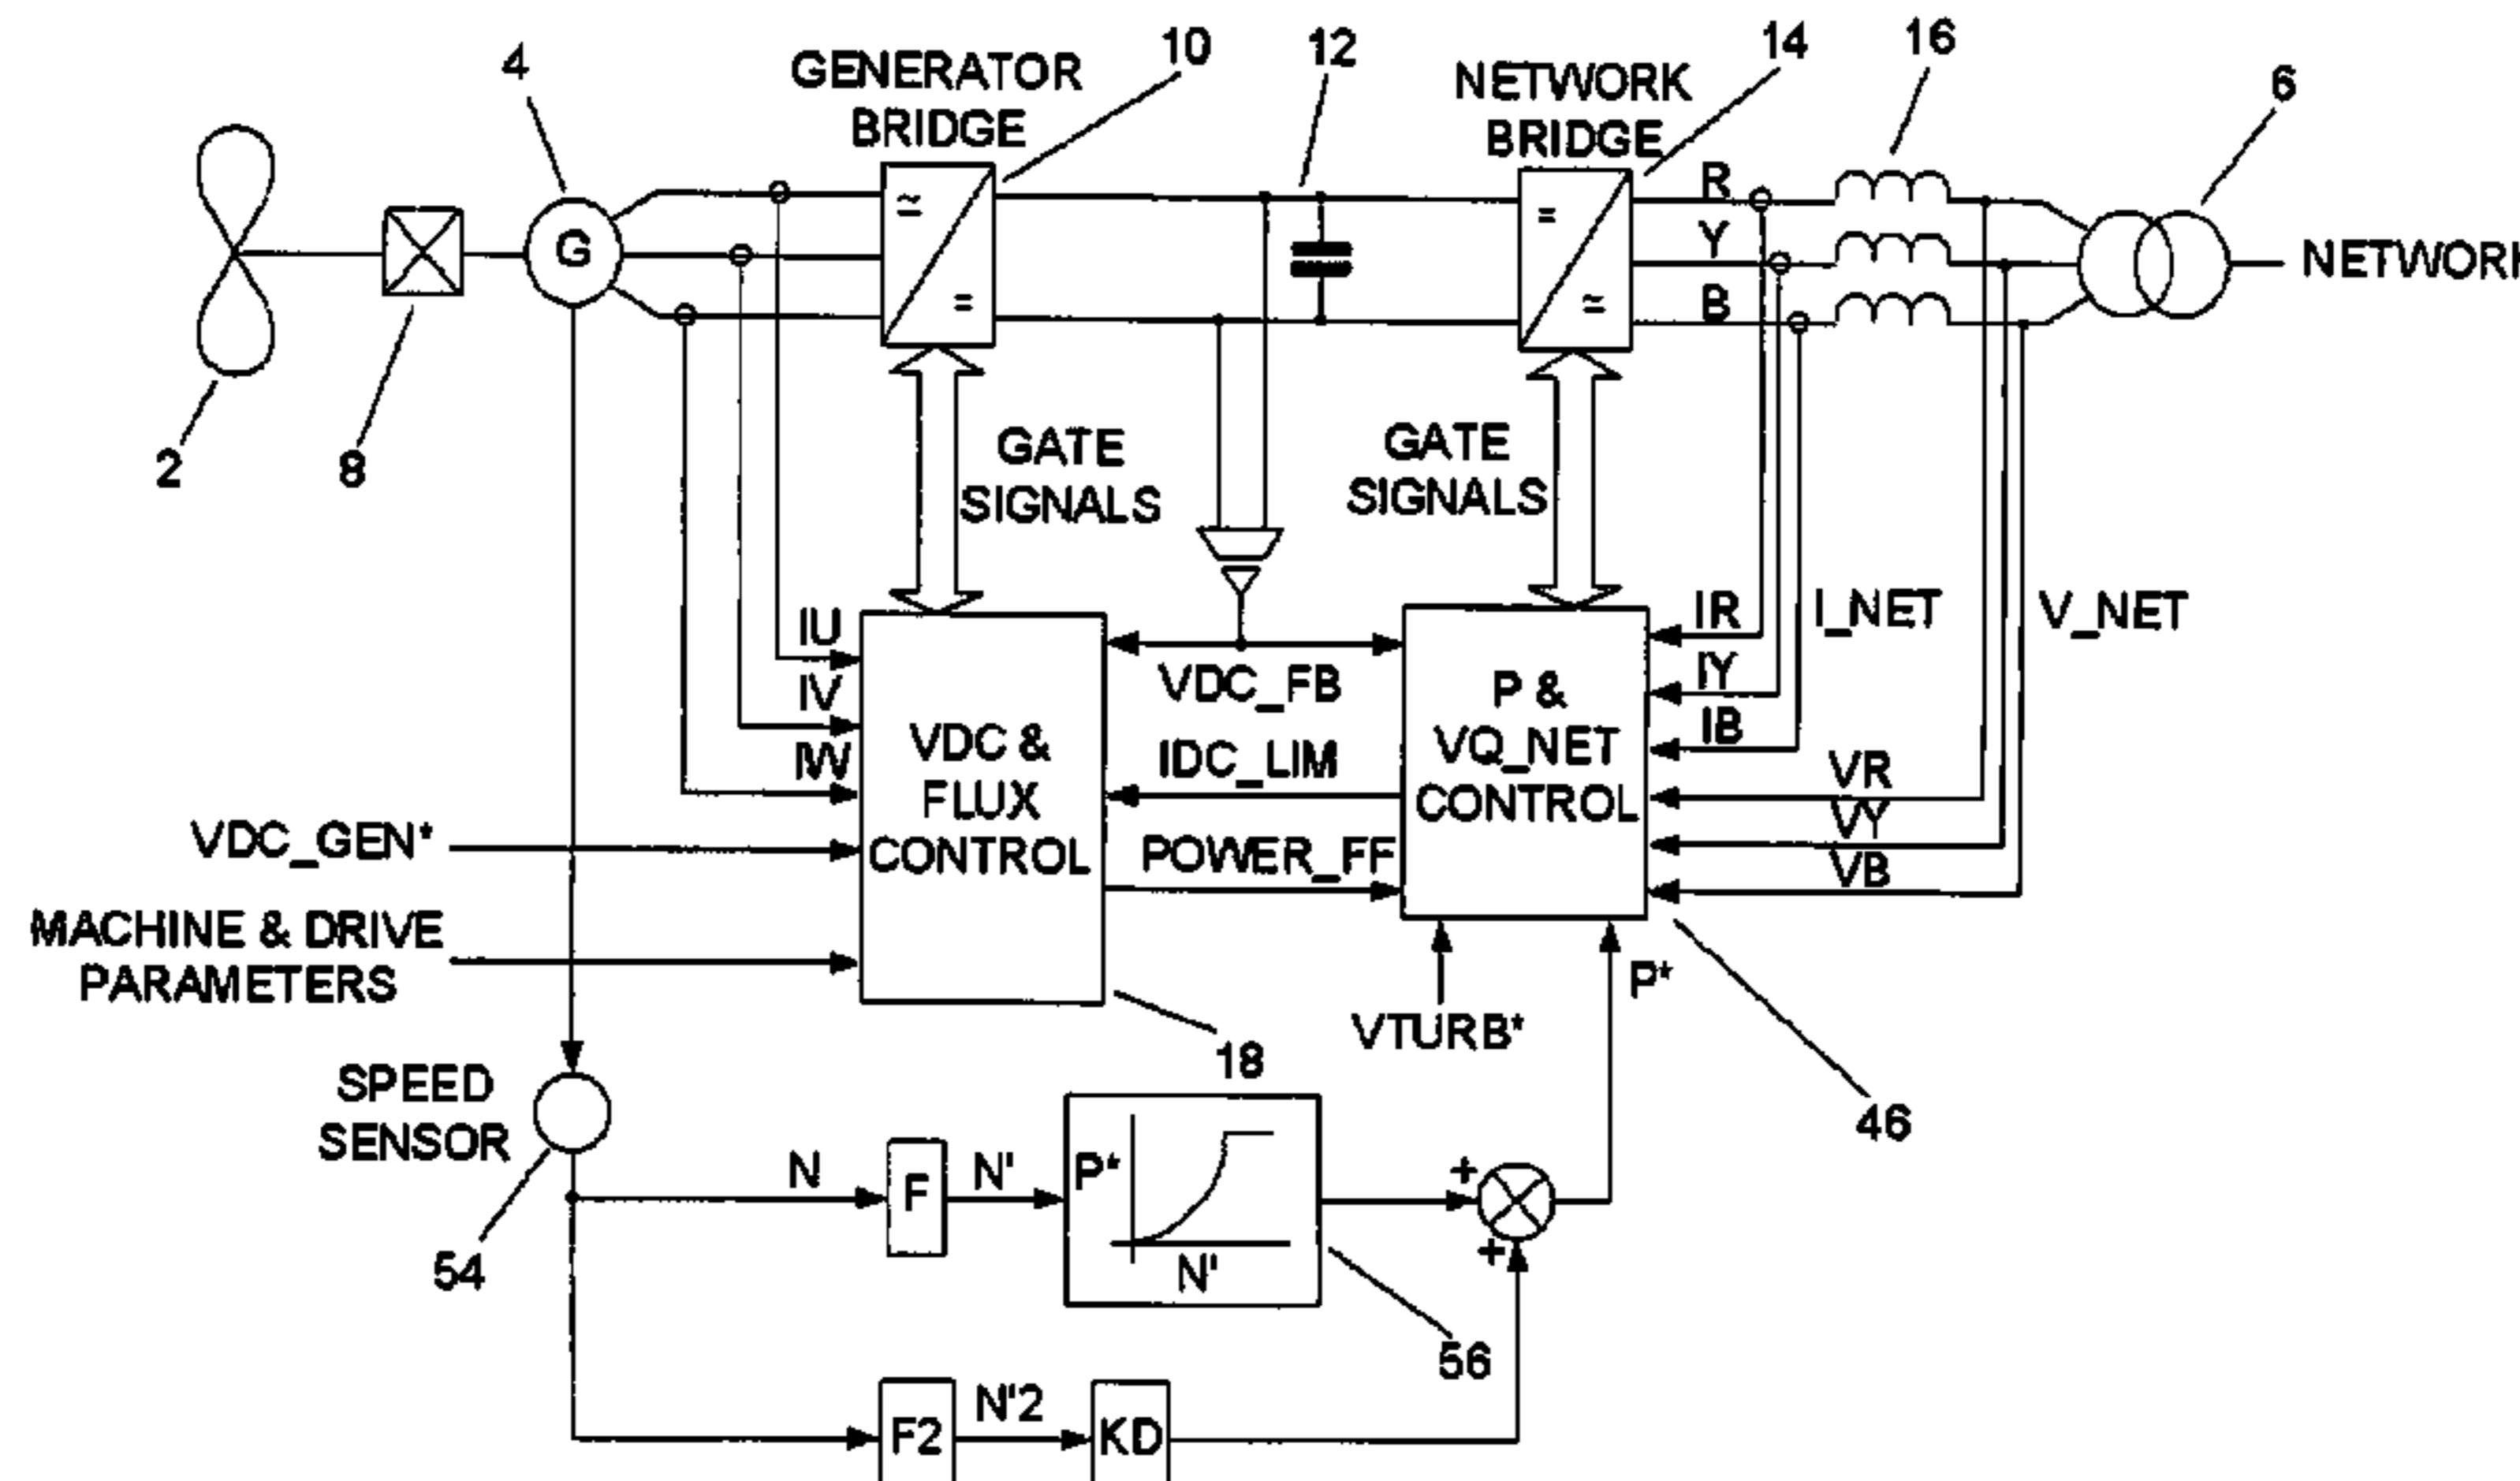 4
GENERATOR
BRIDGE
10
12
NETWORK
BRIDGE
14
16
6
G
R
Y
B
2
8
GATE
SIGNALS
GATE
SIGNALS
IU
IV
IW
VDC &
FLUX
CONTROL
VDC_FB
IDC_LIM
POWER_FF
P &
VQ_NET
CONTROL
IR
IY
IB
I_NET
V_NET
VR
VY
VB
VDC_GEN*
MACHINE & DRIVE
PARAMETERS
18
VTURB*
P*
46
SPEED
SENSOR
54
N
F
N'
P*
N'
+
+
56
F2
N'2
KD